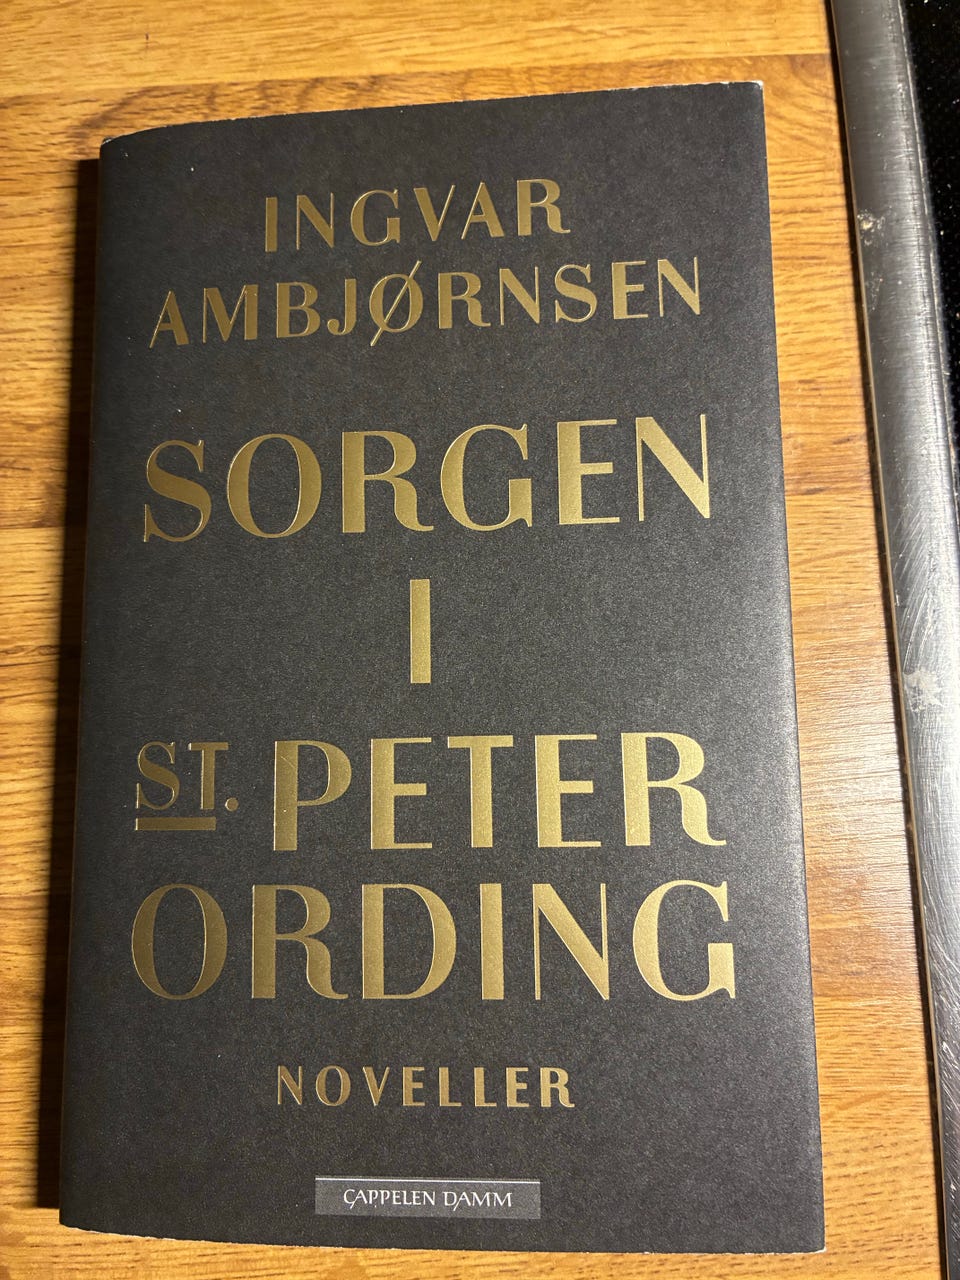 INGVAR
AMBJØRNSEN
SORGEN
I
ST. PETER
ORDING
NOVELLER
CAPPELEN DAMM